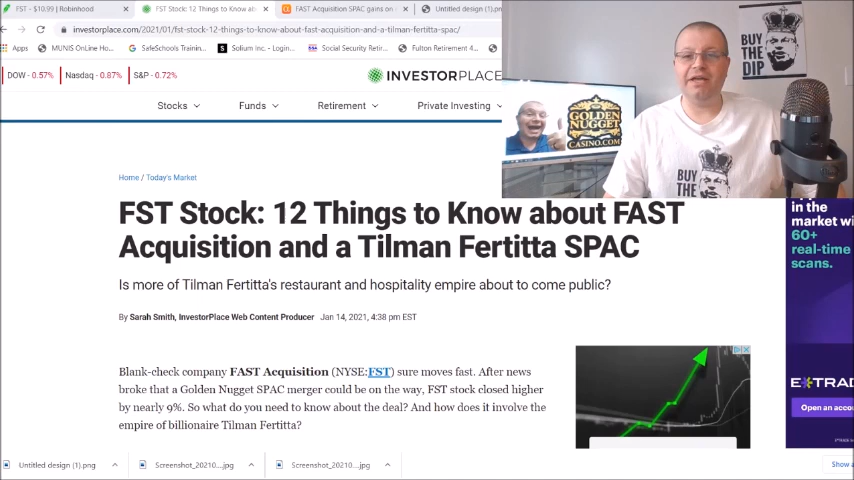 FST - $10.99 | Robinhood
FST Stock: 12 Things to Know ab
FAST Acquisition SPAC gains on
Untitled design (1).png
investorplace.com/2021/01/fst-stock-12-things-to-know-about-fast-acquisition-and-a-tilman-fertitta-spac/
Apps
MUNIS OnLine Ho...
SafeSchools Trainin...
Solium - Login...
Social Security Retir...
Fulton Retirement 4...
DOW - 0.57%
Nasdaq - 0.87%
S&P - 0.72%
INVESTORPLACE
Stocks
Funds
Retirement
Private Investing
BUY
THE
DIP
GOLDEN
NUGGET
CASINO.COM
BUY
THE
Home / Today's Market
FST Stock: 12 Things to Know about FAST
Acquisition and a Tilman Fertitta SPAC
Is more of Tilman Fertitta's restaurant and hospitality empire about to come public?
By Sarah Smith, InvestorPlace Web Content Producer Jan 14, 2021, 4:38 pm EST
Blank-check company FAST Acquisition (NYSE:FST) sure moves fast. After news
broke that a Golden Nugget SPAC merger could be on the way, FST stock closed higher
by nearly 9%. So what do you need to know about the deal? And how does it involve the
empire of billionaire Tilman Fertitta?
in the
market wi
60+
real-time
scans.
E*TRAD
Open an acco
Untitled design (1).png
Screenshot_20210....jpg
Screenshot_20210....jpg
Show a